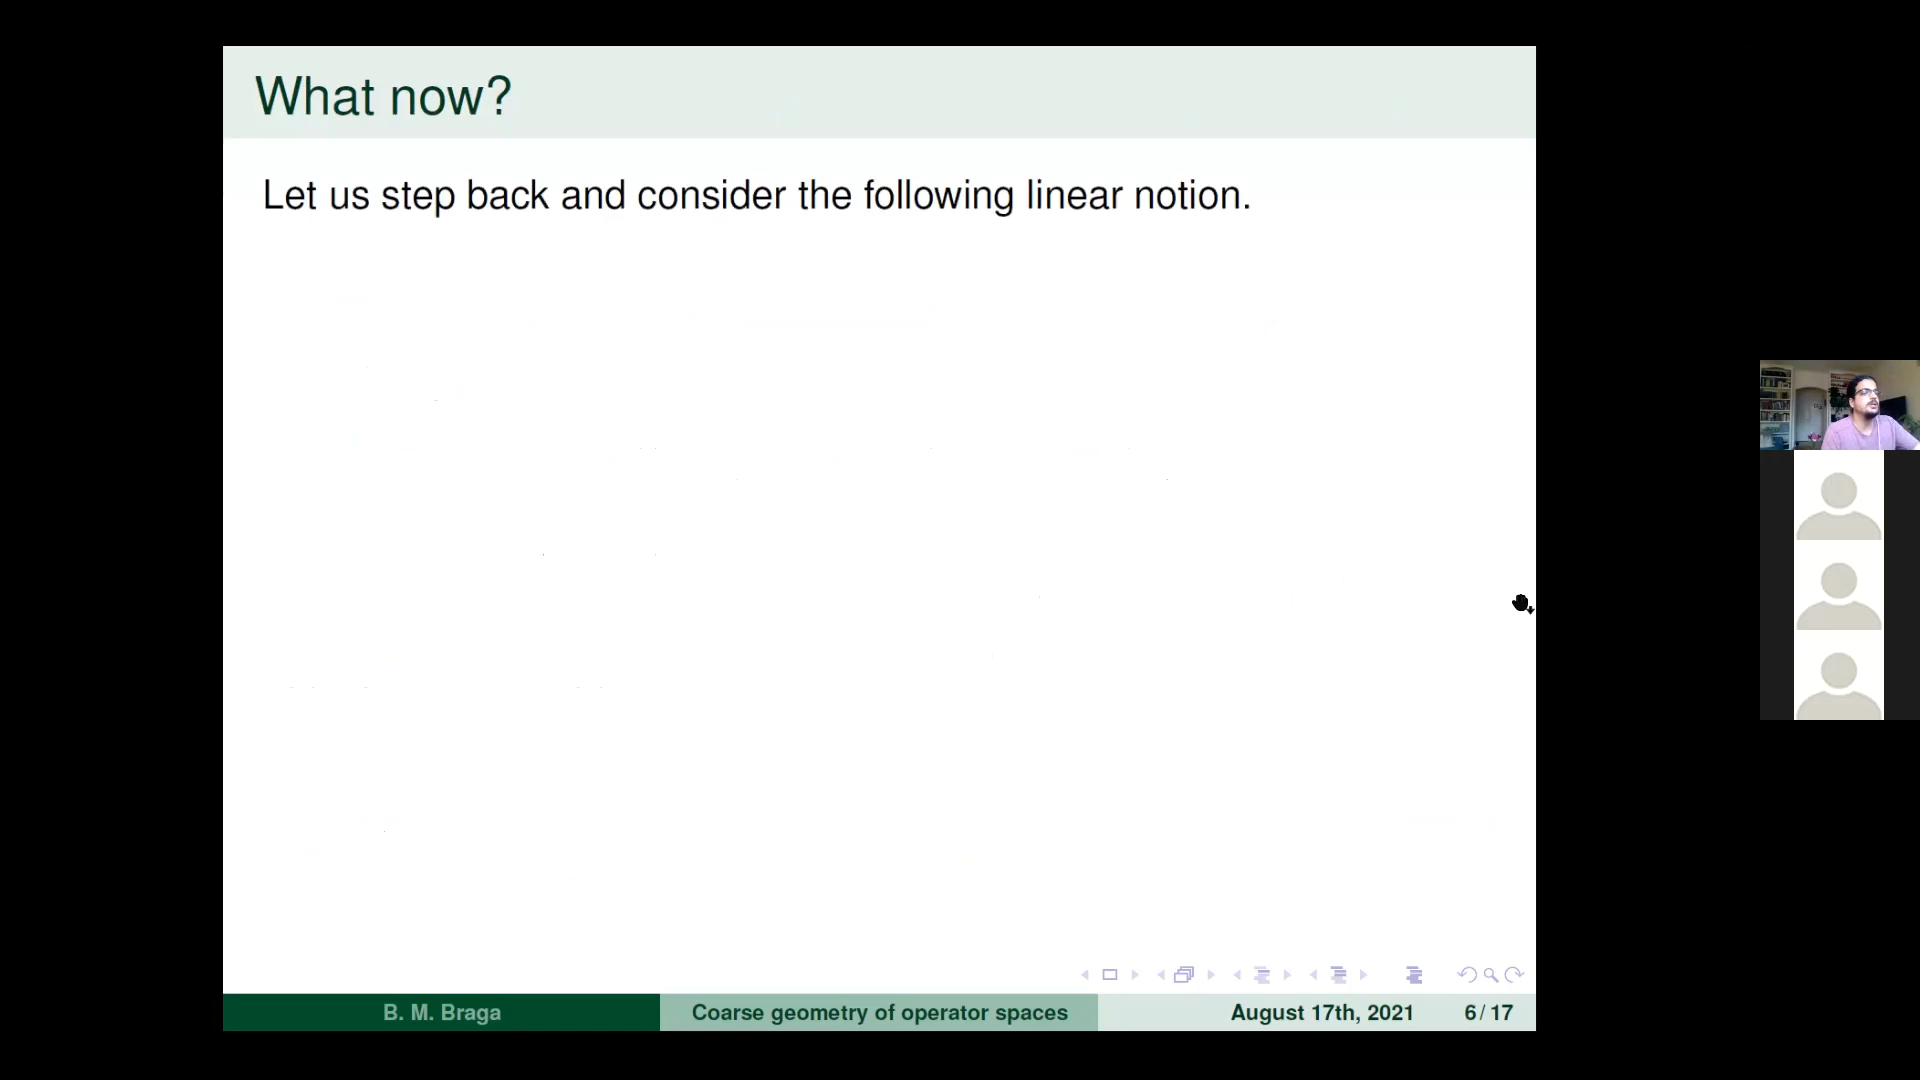 What now?
Let us step back and consider the following linear notion.
B. M. Braga
Coarse geometry of operator spaces
August 17th, 2021
6 / 17